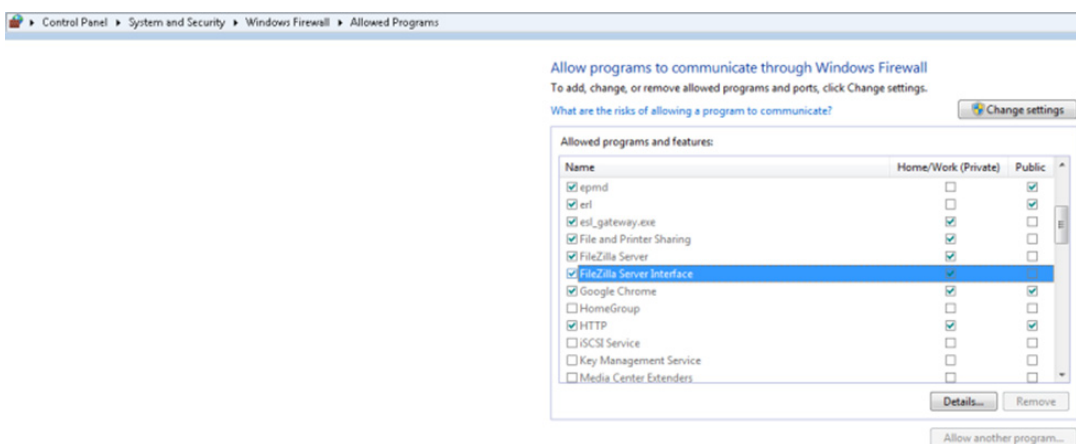 Control Panel ▸ System and Security ▸ Windows Firewall ▸ Allowed Programs
Allow programs to communicate through Windows Firewall
To add, change, or remove allowed programs and ports, click Change settings.
What are the risks of allowing a program to communicate?
Change settings
Allowed programs and features:
Name Home/Work (Private) Public
epmd
erl
esl_gateway.exe
File and Printer Sharing
FileZilla Server
FileZilla Server Interface
Google Chrome
HomeGroup
HTTP
iSCSI Service
Key Management Service
Media Center Extenders
Details... Remove
Allow another program...